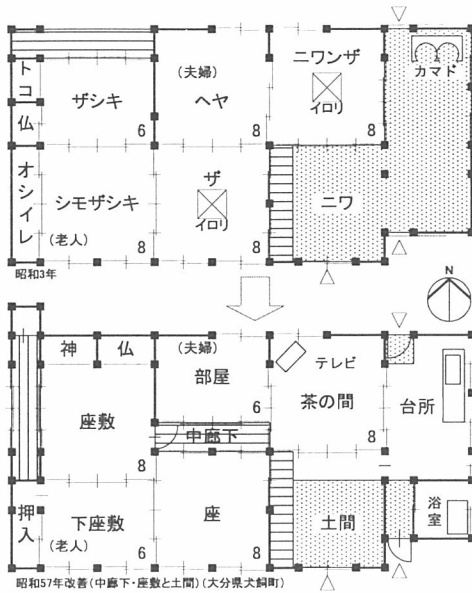 ニワンザ
カマド
トコ
ザシキ
(夫婦)
ヘヤ
イロリ
6
8
8
仏
オシイレ
シモザシキ
ザ
イロリ
ニワ
(老人)
8
8
昭和3年
N
神
仏
(夫婦)
部屋
テレビ
茶の間
台所
座敷
6
8
中廊下
8
押入
下座敷
座
土間
浴室
(老人)
6
8
昭和57年改善(中廊下・座敷と土間)(大分県犬飼町)